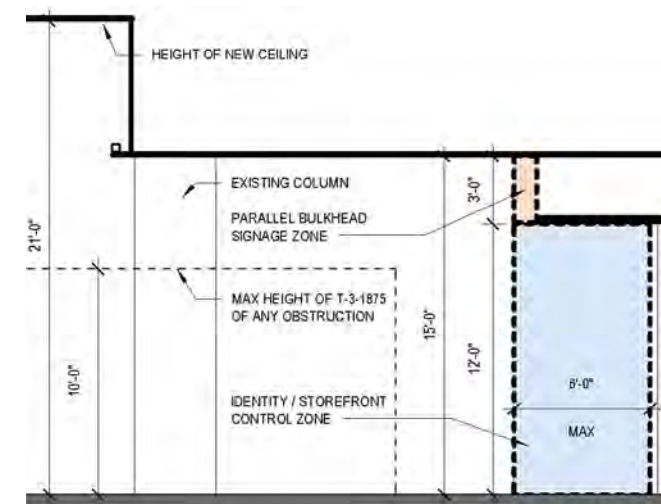 HEIGHT OF NEW CEILING
EXISTING COLUMN
PARALLEL BULKHEAD
SIGNAGE ZONE
3'-0"
21'-0"
MAX HEIGHT OF T-3-1875
OF ANY OBSTRUCTION
15'-0"
12'-0"
10'-0"
6'-0"
MAX
IDENTITY / STOREFRONT
CONTROL ZONE